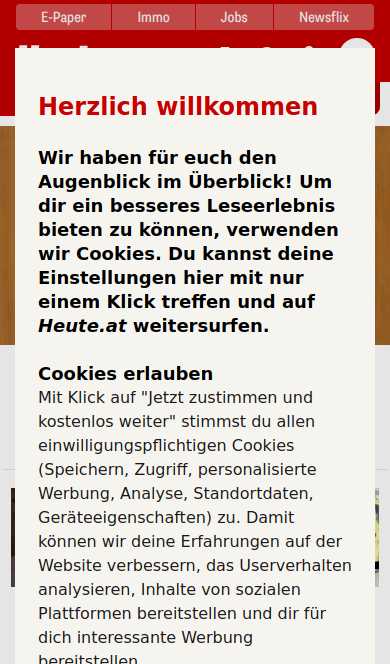 E-Paper
Immo
Jobs
Newsflix
Herzlich willkommen
Wir haben für euch den
Augenblick im Überblick! Um
dir ein besseres Leseerlebnis
bieten zu können, verwenden
wir Cookies. Du kannst deine
Einstellungen hier mit nur
einem Klick treffen und auf
Heute.at weitersurfen.
Cookies erlauben
Mit Klick auf "Jetzt zustimmen und
kostenlos weiter" stimmst du allen
einwilligungspflichtigen Cookies
(Speichern, Zugriff, personalisierte
Werbung, Analyse, Standortdaten,
Geräteeigenschaften) zu. Damit
können wir deine Erfahrungen auf der
Website verbessern, das Userverhalten
analysieren, Inhalte von sozialen
Plattformen bereitstellen und dir für
dich interessante Werbung
bereitstellen